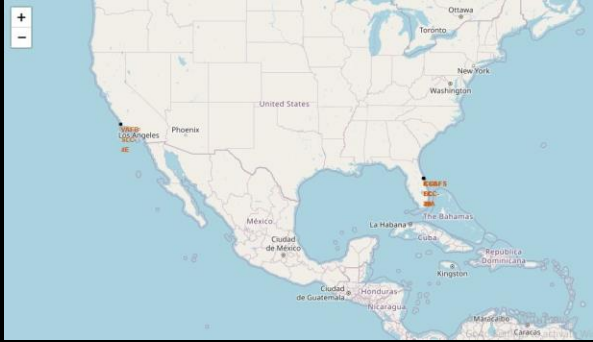 +
−
Ottawa
Toronto
New York
Washington
United States
Los Angeles
Phoenix
México
Ciudad
de México
La Habana
Cuba
The Bahamas
República
Dominicana
Kingston
Ciudad
de Guatemala
Honduras
Nicaragua
Maracaibo
Caracas